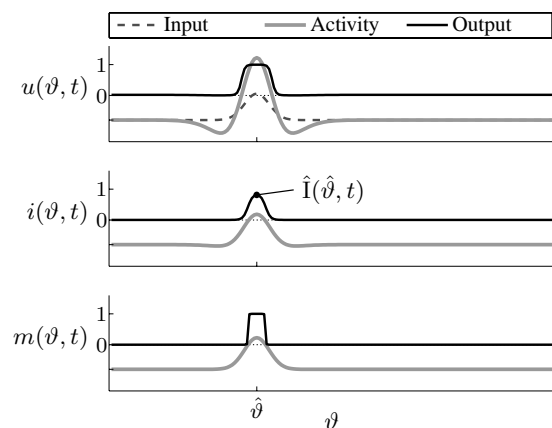 Input Activity Output
1
u(ϑ, t)
0
Î(ϑ̂, t)
1
i(ϑ, t)
0
1
m(ϑ, t)
0
ϑ̂
ϑ